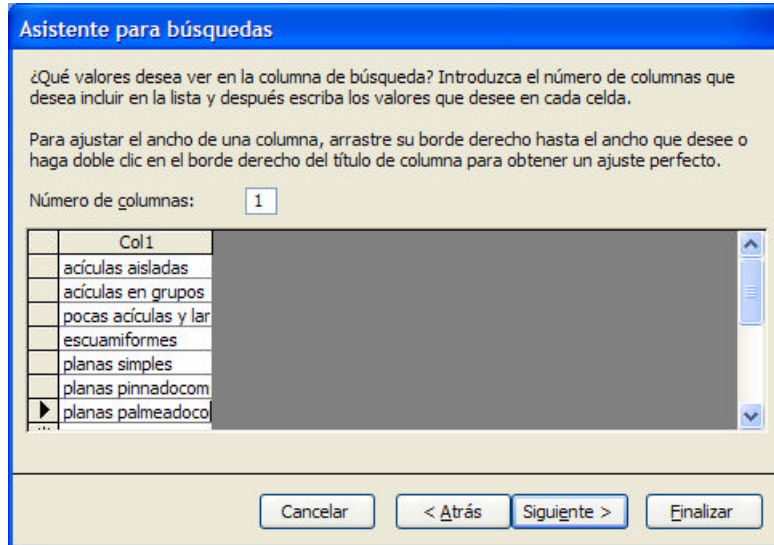 Asistente para búsquedas
¿Qué valores desea ver en la columna de búsqueda? Introduzca el número de columnas que
desea incluir en la lista y después escriba los valores que desee en cada celda.
Para ajustar el ancho de una columna, arrastre su borde derecho hasta el ancho que desee o
haga doble clic en el borde derecho del título de columna para obtener un ajuste perfecto.
Número de columnas: 1
Col1
acículas aisladas
acículas en grupos
pocas acículas y lar
escuamiformes
planas simples
planas pinnadocom
planas palmeadocol
Cancelar < Atrás Siguiente > Finalizar